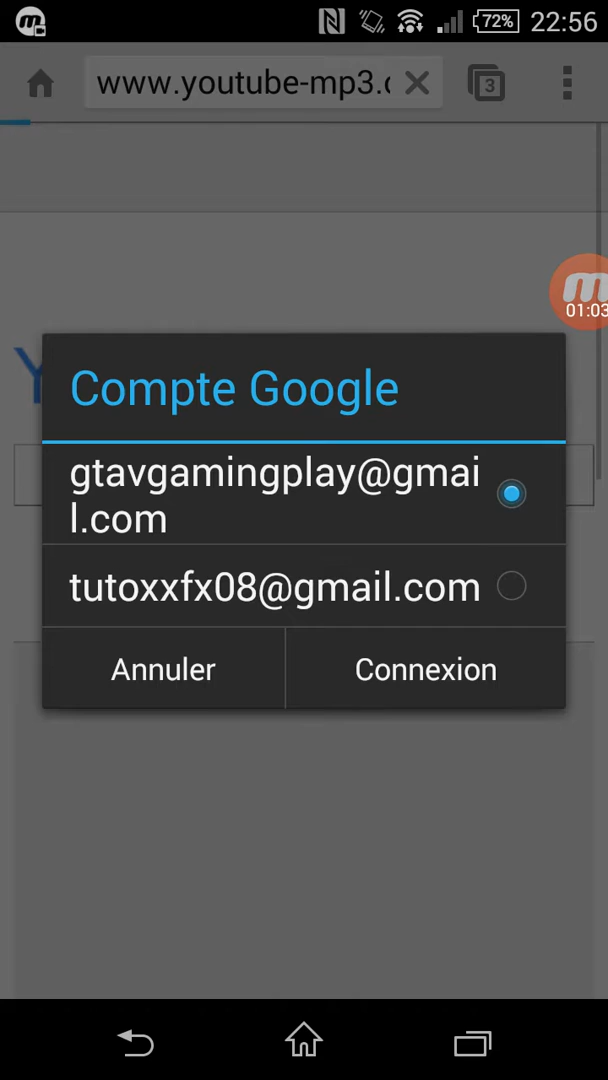 72% 22:56
www.youtube-mp3.
3
01:03
Y
Compte Google
gtavgamingplay@gmai
l.com
tutoxxfx08@gmail.com
Annuler Connexion